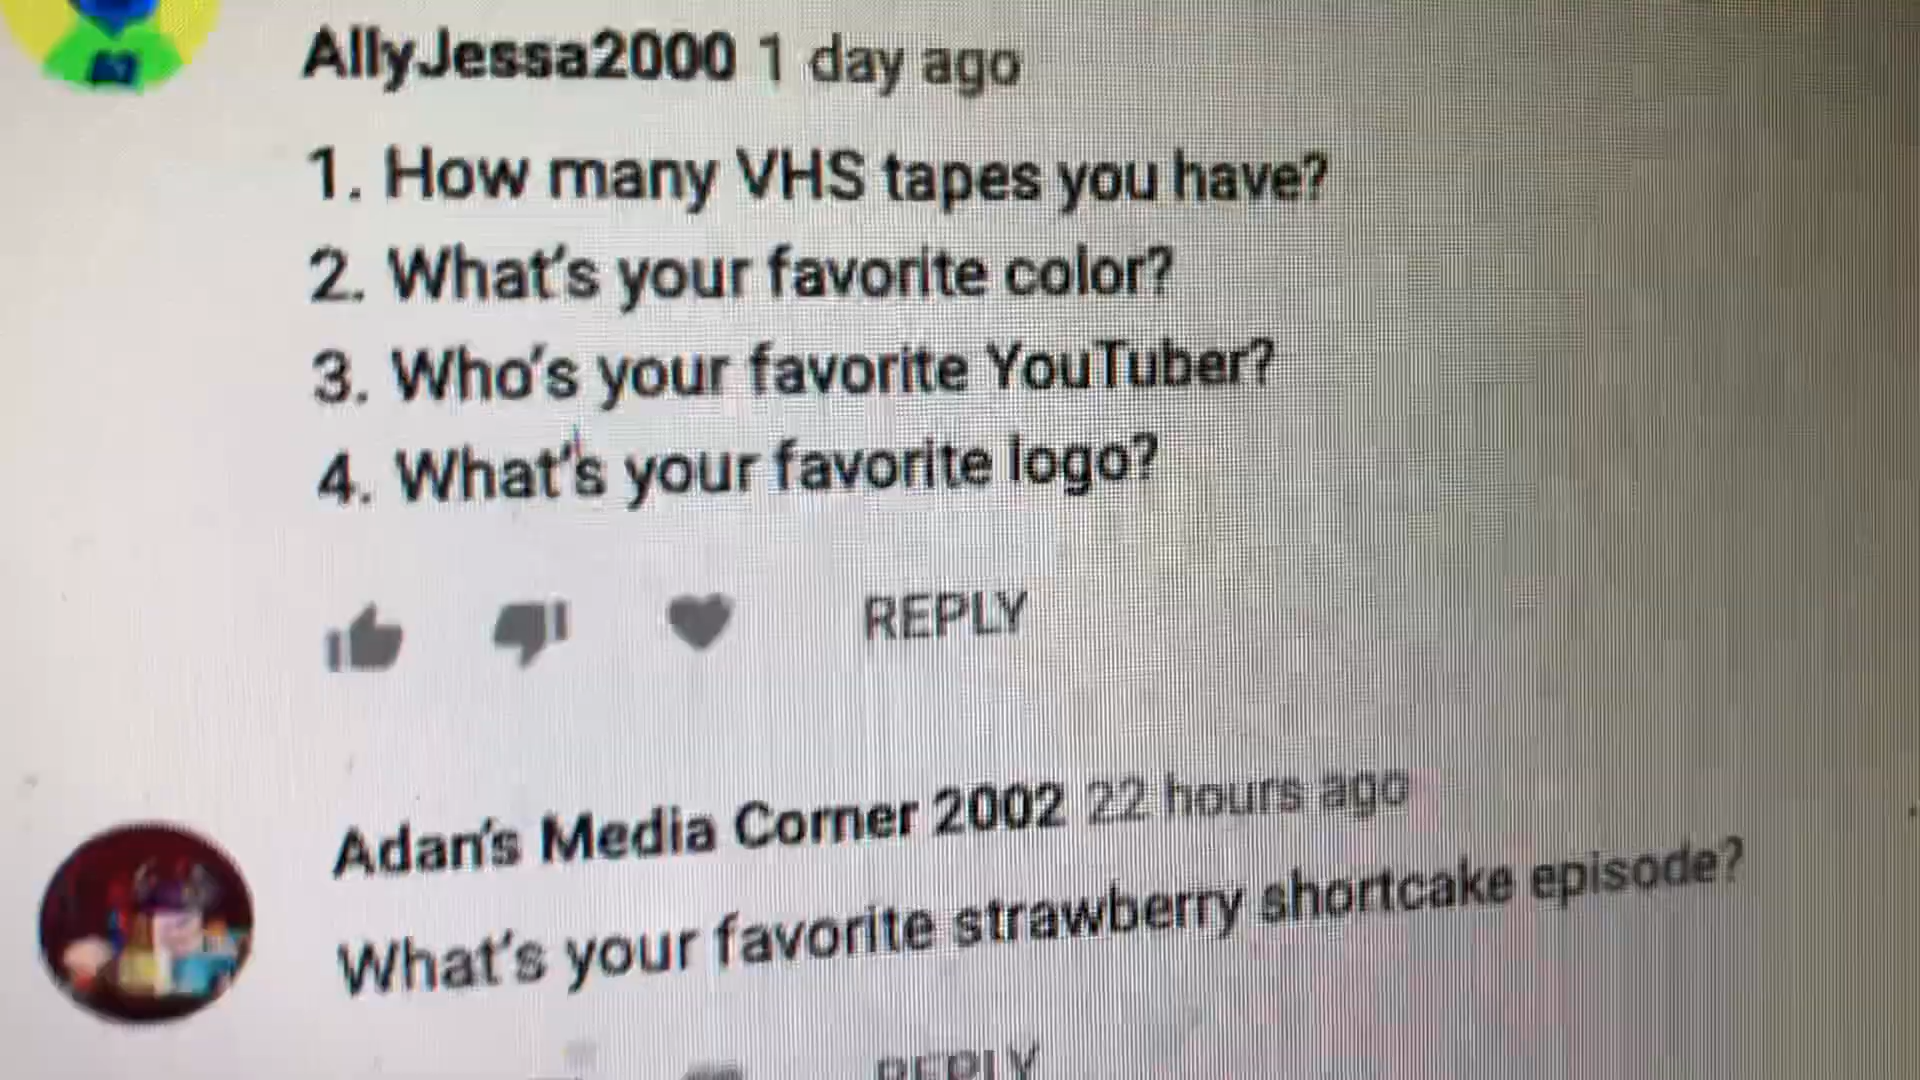 AllyJessa2000 1 day ago
1. How many VHS tapes you have?
2. What's your favorite color?
3. Who's your favorite YouTuber?
4. What's your favorite logo?
REPLY
Adan's Media Corner 2002 22 hours ago
What's your favorite strawberry shortcake episode?
REPLY